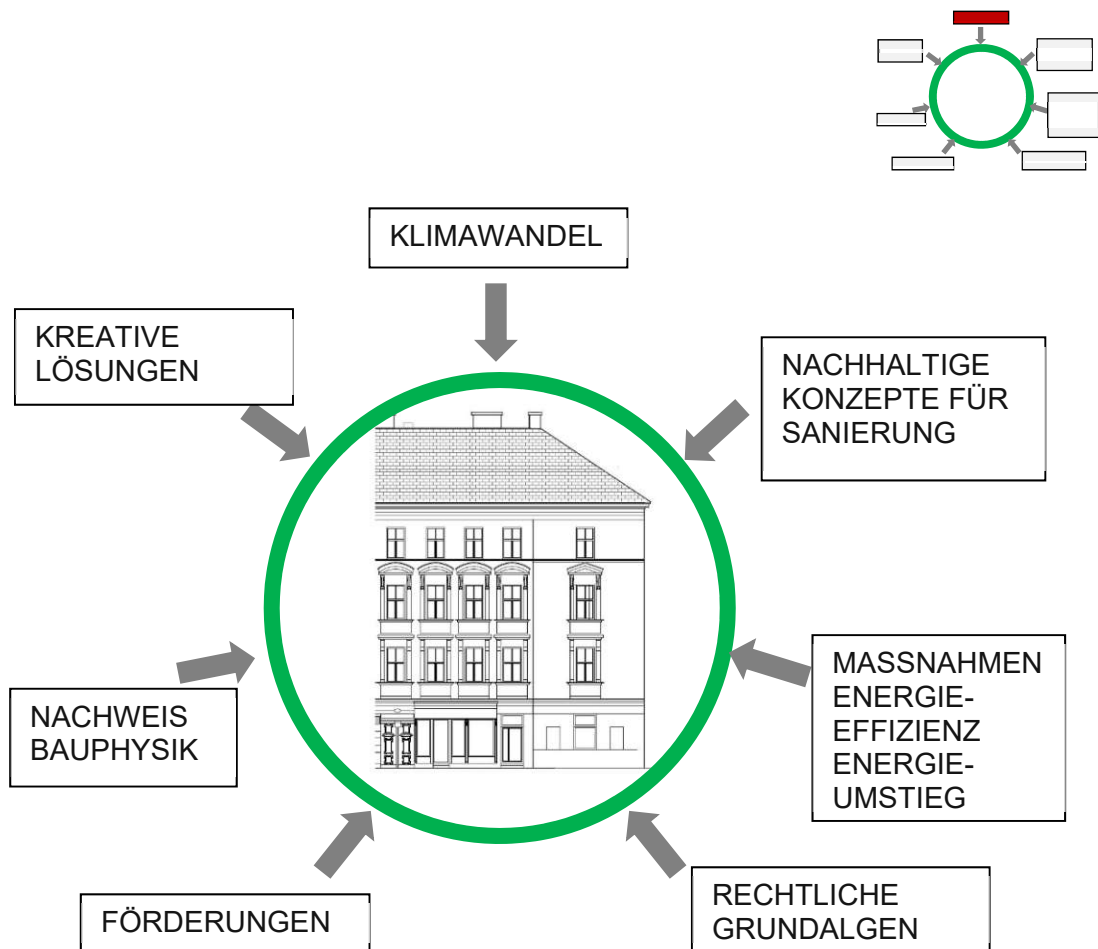 KLIMAWANDEL
KREATIVE
LÖSUNGEN
NACHHALTIGE
KONZEPTE FÜR
SANIERUNG
NACHWEIS
BAUPHYSIK
MASSNAHMEN
ENERGIE-
EFFIZIENZ
ENERGIE-
UMSTIEG
FÖRDERUNGEN
RECHTLICHE
GRUNDALGEN